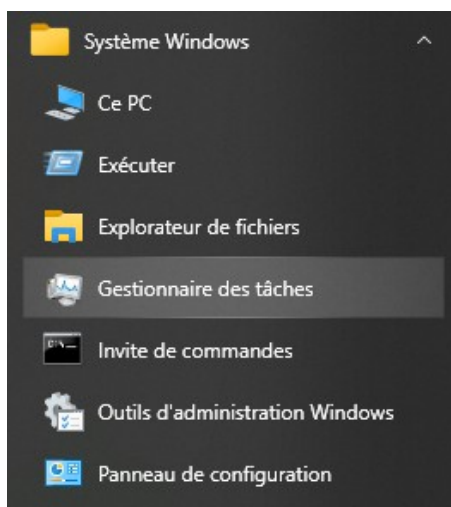 Système Windows
Ce PC
Exécuter
Explorateur de fichiers
Gestionnaire des tâches
Invite de commandes
Outils d'administration Windows
Panneau de configuration